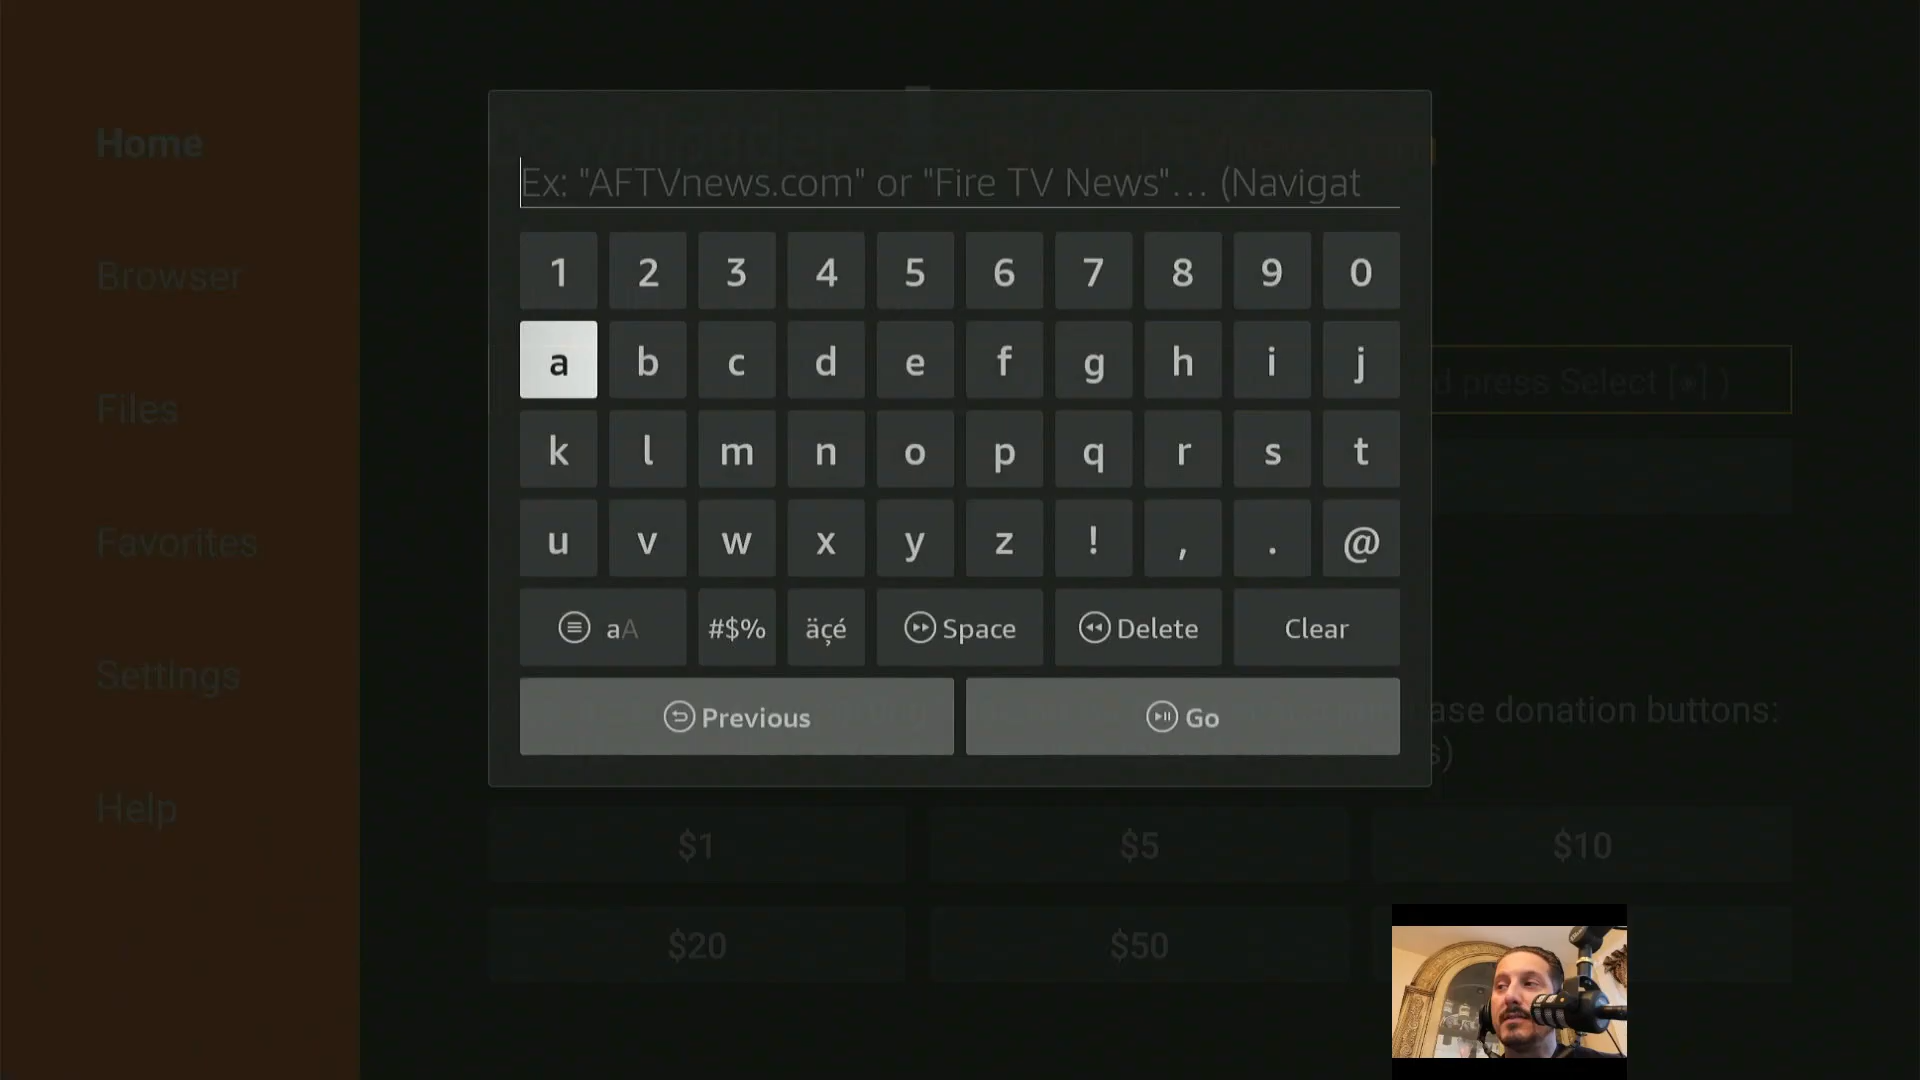 Home
Browser
Files
Favorites
Settings
Help
Downloader
Ex: "AFTVnews.com" or "Fire TV News"... (Navigat
1 2 3 4 5 6 7 8 9 0
a b c d e f g h i j
d press Select [ ] )
k l m n o p q r s t
u v w x y z ! , . @
aA #$% äçé Space Delete Clear
Previous Go
ase donation buttons:
s)
$1 $5 $10
$20 $50